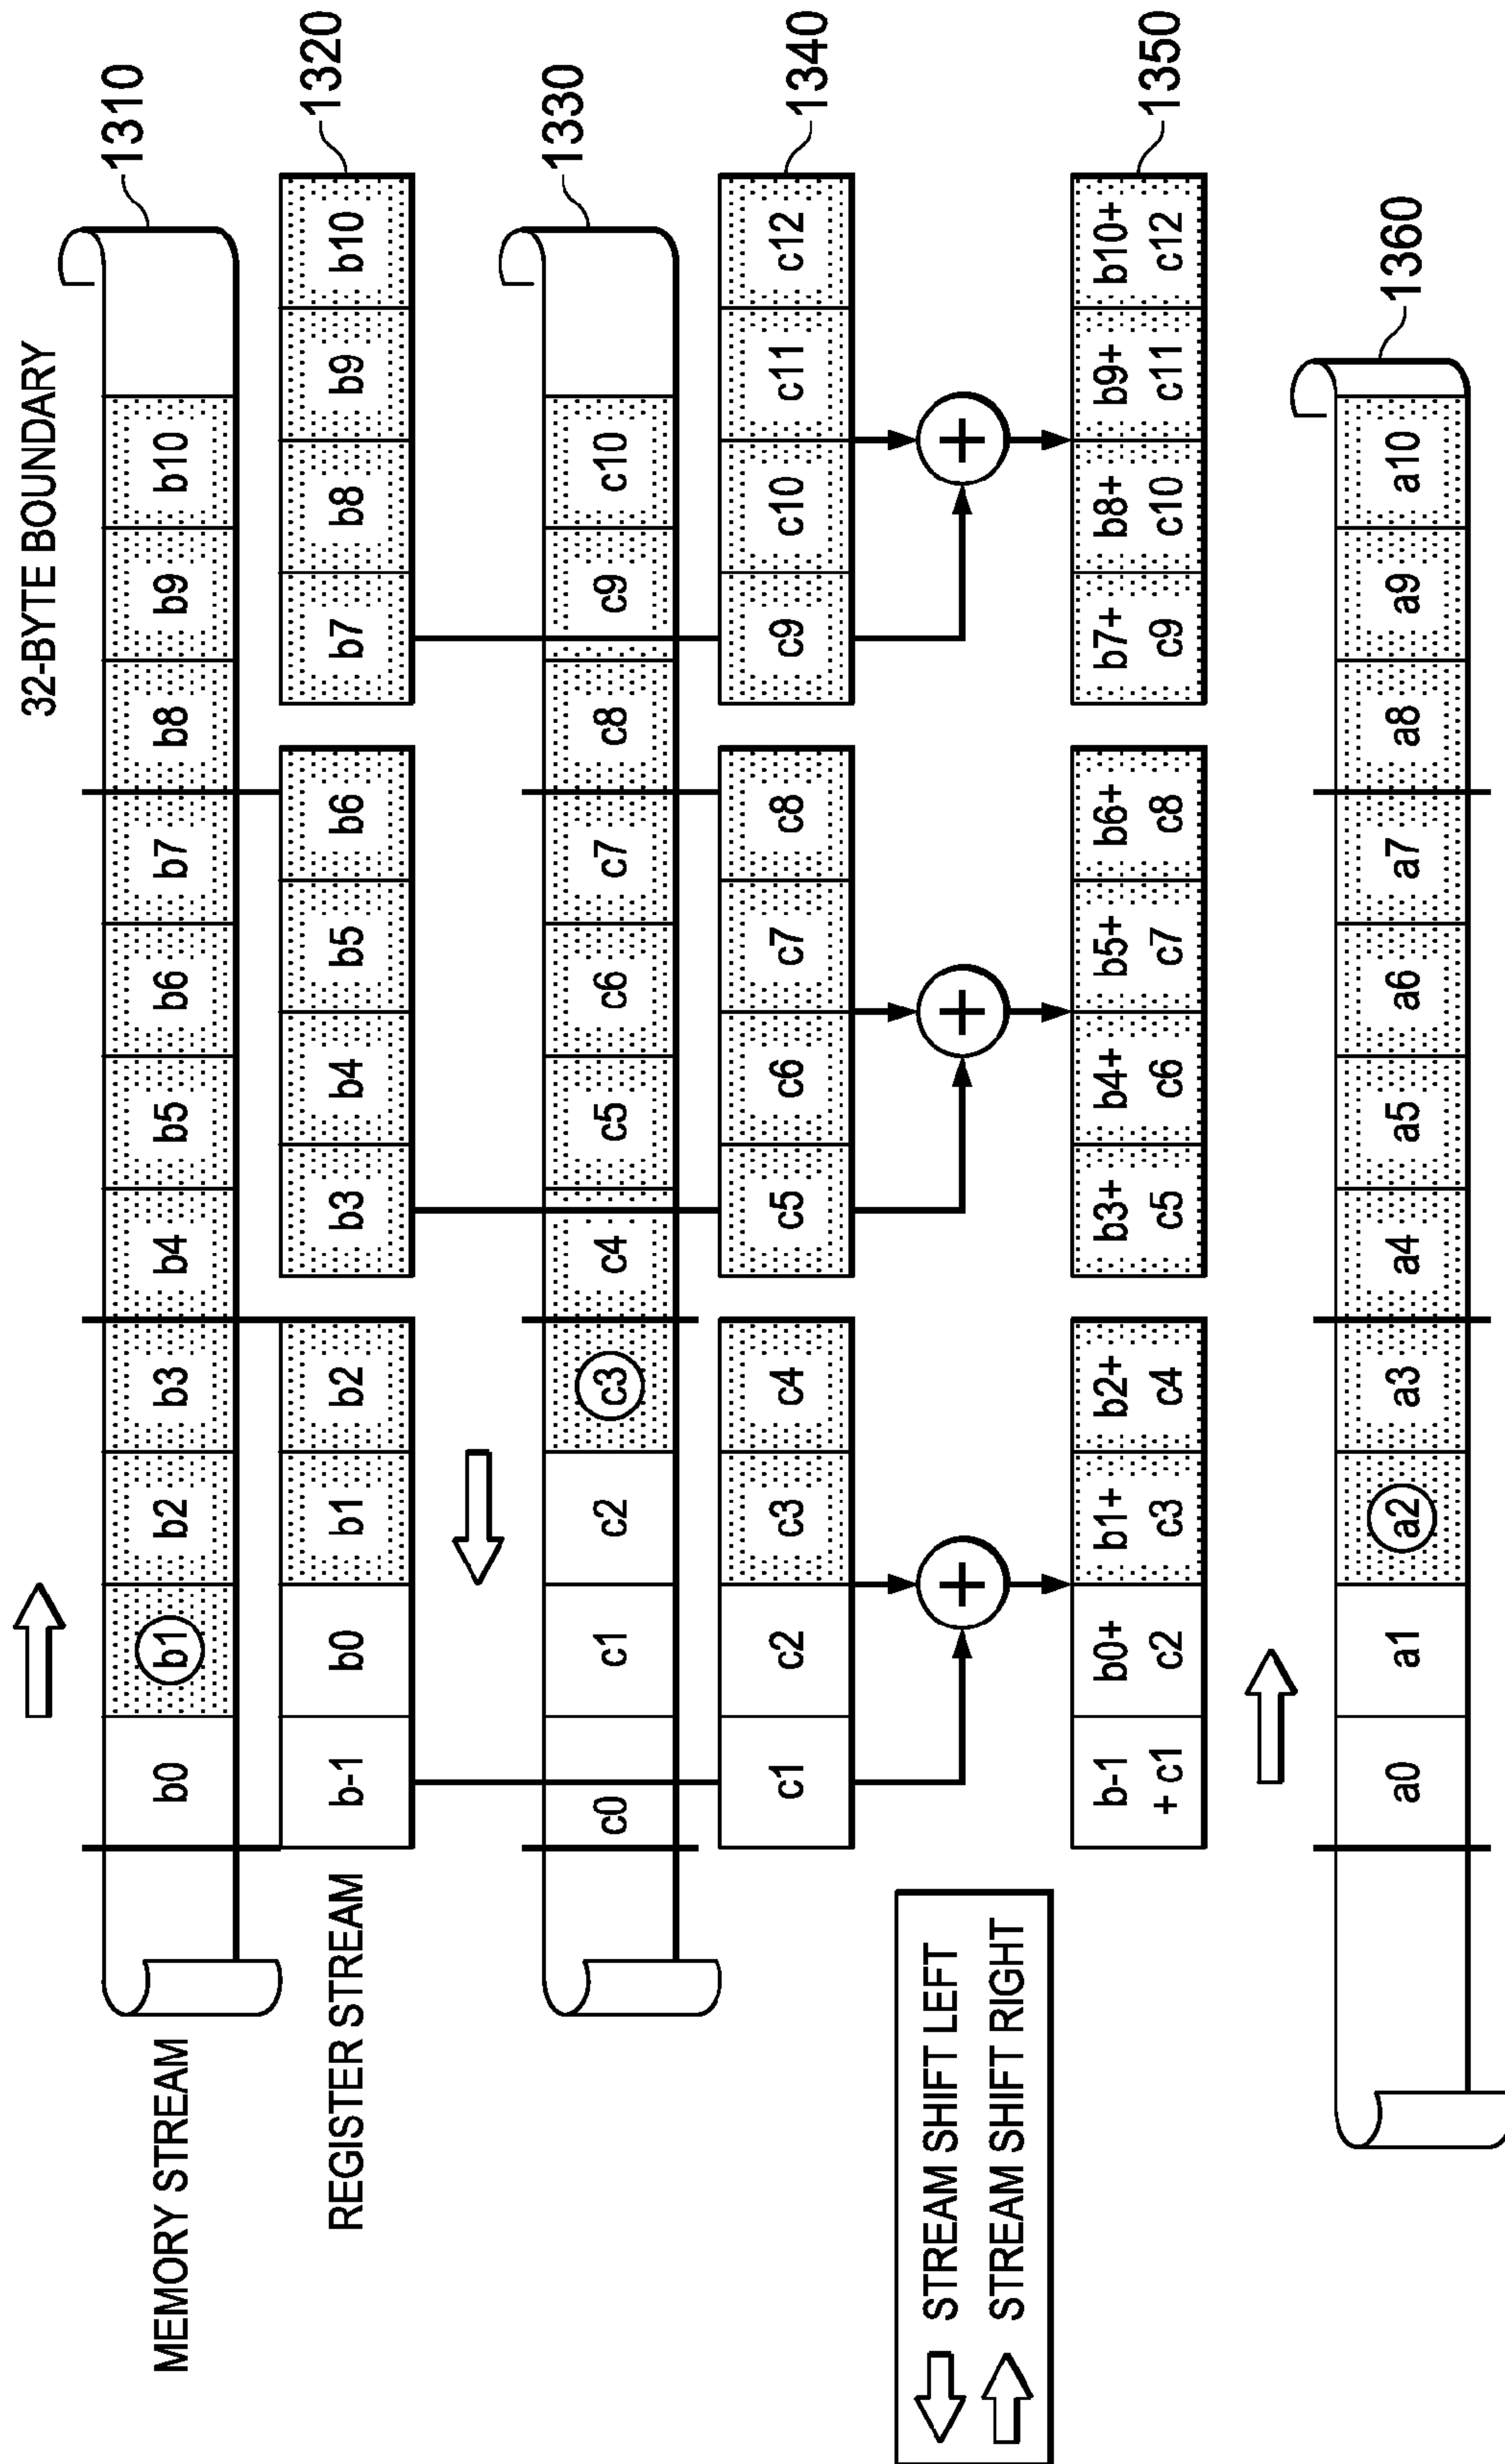 32-BYTE BOUNDARY
MEMORY STREAM
b0 b1 b2 b3 b4 b5 b6 b7 b8 b9 b10
1310
REGISTER STREAM
b-1 b0 b1 b2 b3 b4 b5 b6 b7 b8 b9 b10
1320
c0 c1 c2 c3 c4 c5 c6 c7 c8 c9 c10
1330
c1 c2 c3 c4 c5 c6 c7 c8 c9 c10 c11 c12
1340
+ + +
STREAM SHIFT LEFT
STREAM SHIFT RIGHT
b-1 b0+ b1+ b2+ b3+ b4+ b5+ b6+ b7+ b8+ b9+ b10+
+ c1 c2 c3 c4 c5 c6 c7 c8 c9 c10 c11 c12
1350
a0 a1 a2 a3 a4 a5 a6 a7 a8 a9 a10
1360